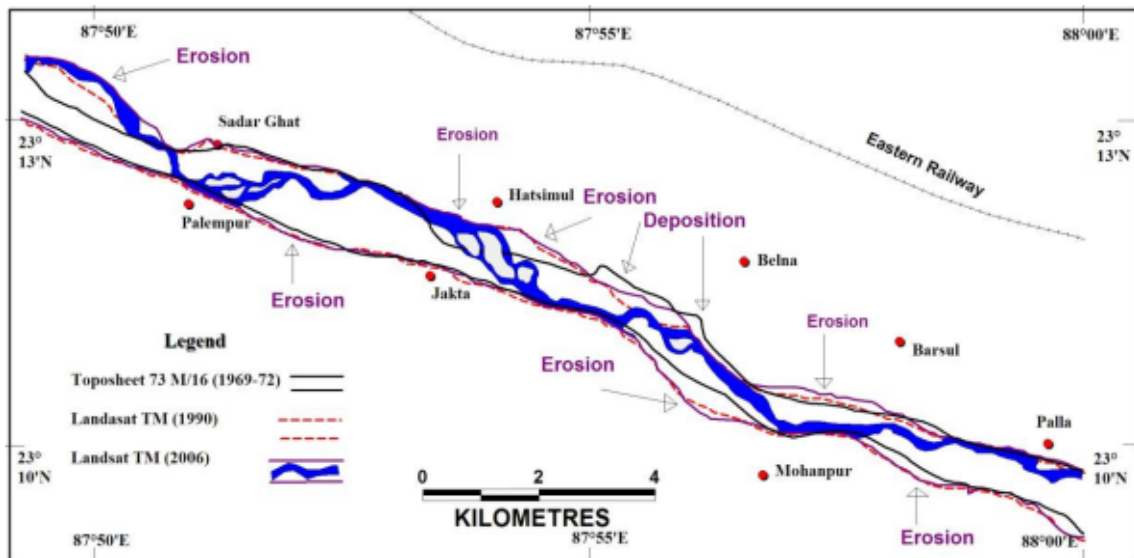 87°50'E
87°55'E
88°00'E
Erosion
Sadar Ghat
23°
13'N
Erosion
23°
13'N
Eastern Railway
Hatsimul
Erosion
Deposition
Palempur
Belna
Jakta
Erosion
Erosion
Barsul
Legend
Erosion
Toposheet 73 M/16 (1969-72)
Landasat TM (1990)
Landsat TM (2006)
Palla
23°
10'N
23°
10'N
Mohanpur
0 2 4
KILOMETRES
Erosion
87°50'E
87°55'E
88°00'E